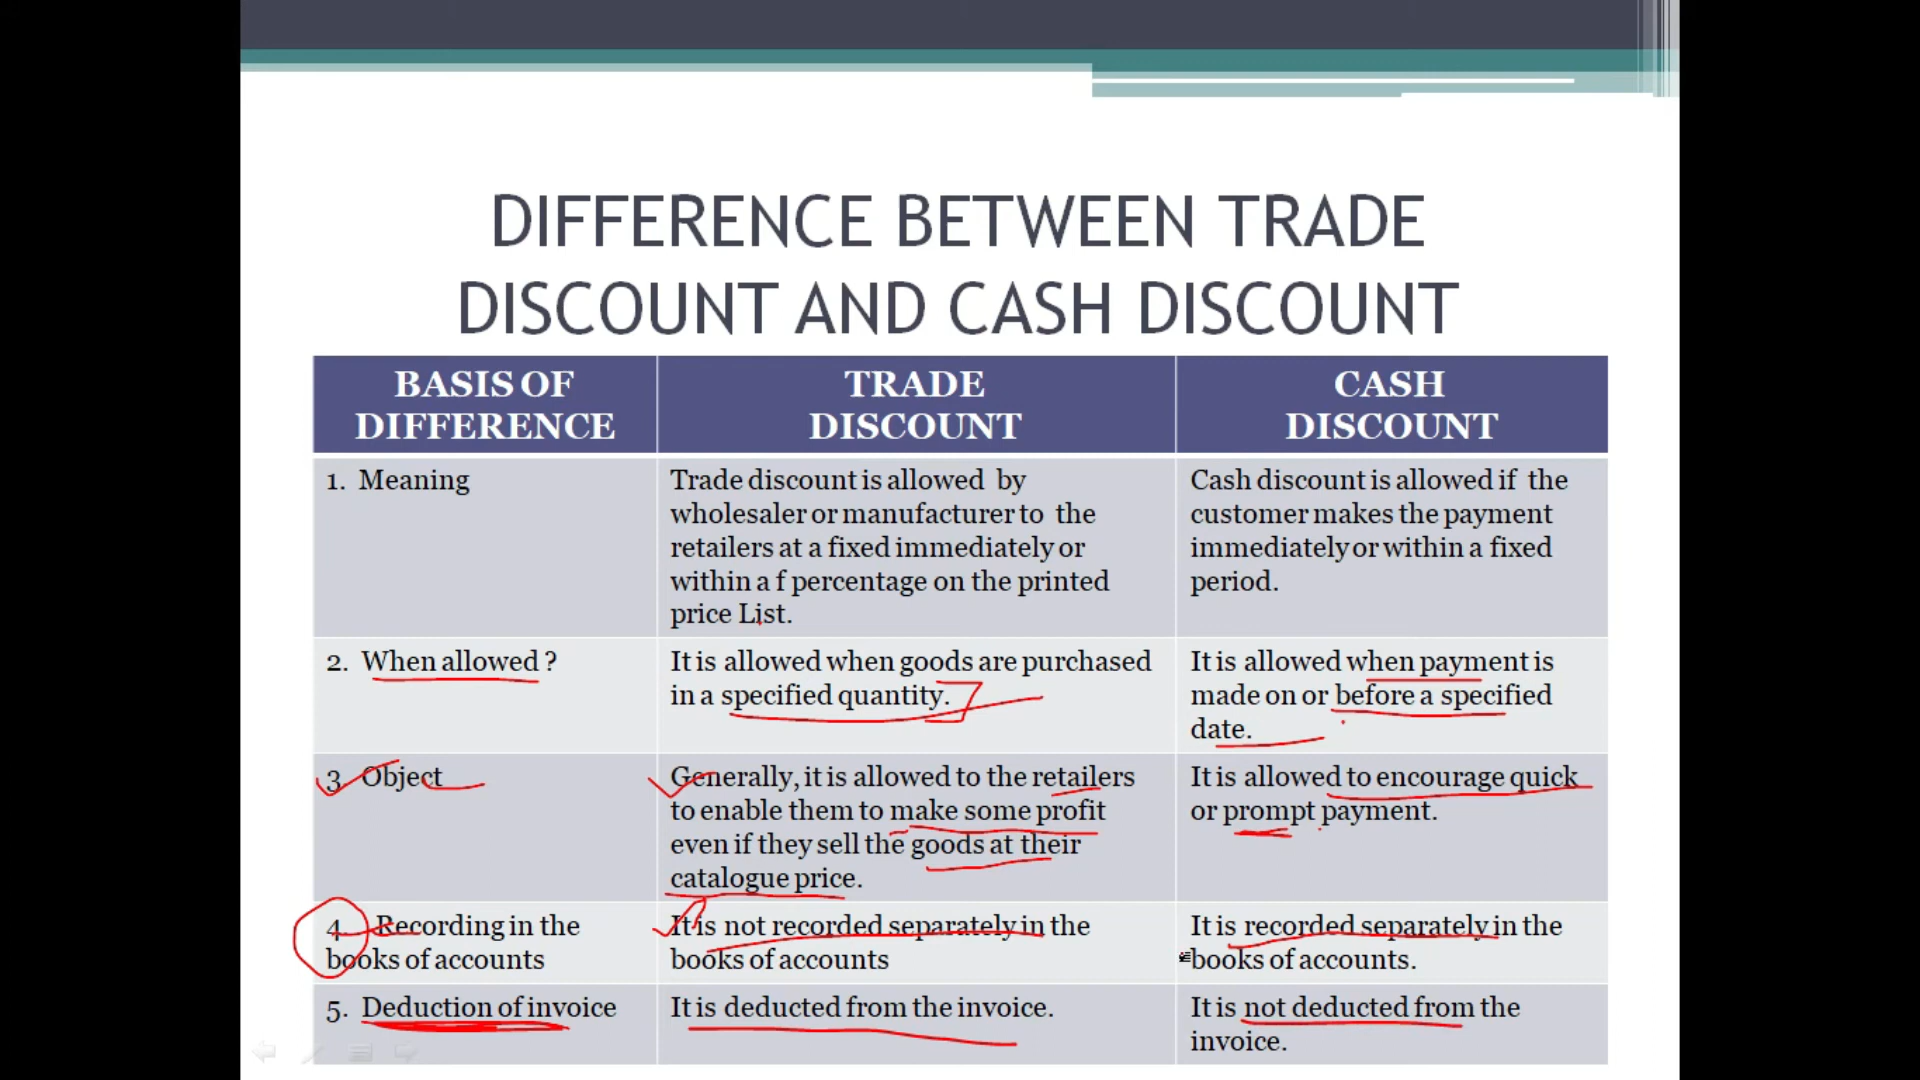 DIFFERENCE BETWEEN TRADE
DISCOUNT AND CASH DISCOUNT
BASIS OF
DIFFERENCE
TRADE
DISCOUNT
CASH
DISCOUNT
1. Meaning
Trade discount is allowed by
wholesaler or manufacturer to the
retailers at a fixed immediately or
within a f percentage on the printed
price List.
Cash discount is allowed if the
customer makes the payment
immediately or within a fixed
period.
2. When allowed ?
It is allowed when goods are purchased
in a specified quantity.
It is allowed when payment is
made on or before a specified
date.
3. Object
Generally, it is allowed to the retailers
to enable them to make some profit
even if they sell the goods at their
catalogue price.
It is allowed to encourage quick
or prompt payment.
4. Recording in the
books of accounts
It is not recorded separately in the
books of accounts
It is recorded separately in the
books of accounts.
5. Deduction of invoice
It is deducted from the invoice.
It is not deducted from the
invoice.